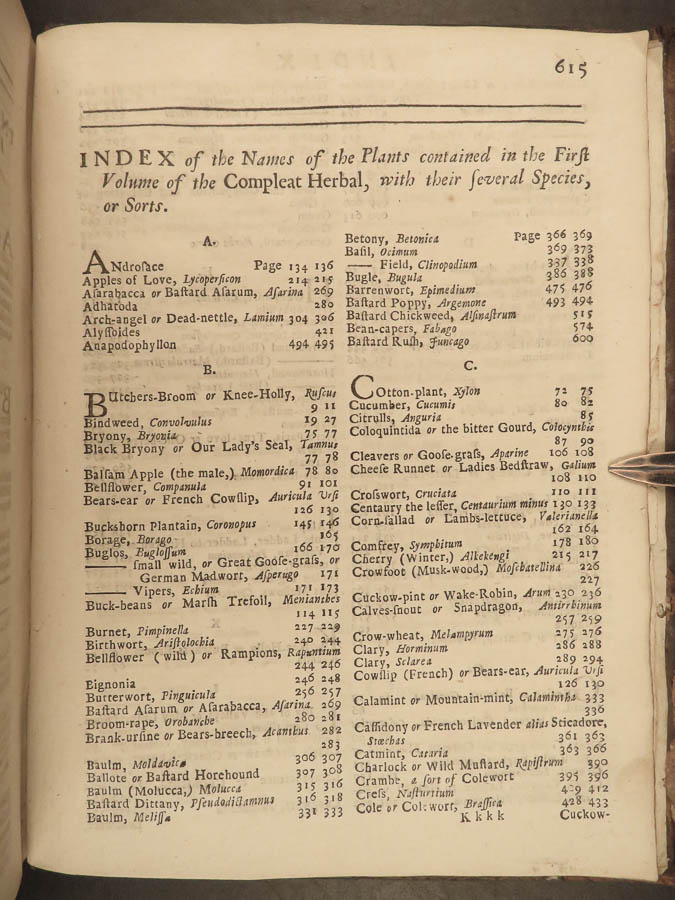 615
INDEX of the Names of the Plants contained in the Firſt
Volume of the Compleat Herbal, with their ſeveral Species,
or Sorts.
A.
ANdroſace Page 134 136
Apples of Love, Lycoperſicon 214 215
Aſarabacca or Baſtard Aſarum, Aſarina 269
Adhatoda 280
Arch-angel or Dead-nettle, Lamium 304 306
Alyſſoides 421
Anapodophyllon 494 495
B.
BUtchers-Broom or Knee-Holly, Ruſcus
9 11
Bindweed, Convolvulus 19 27
Bryony, Bryonia 75 77
Black Bryony or Our Lady's Seal, Tamnus
77 78
Balſam Apple (the male,) Momordica 78 80
Bellflower, Companula 91 101
Bears-ear or French Cowſlip, Auricula Urſi
126 130
Buckshorn Plantain, Coronopus 145 146
Borage, Borago 165
Bugloſ, Bugloſſum 166 170
—— ſmall wild, or Great Gooſe-graſs, or
German Madwort, Aſperugo 171
—— Vipers, Echium 171 173
Buck-beans or Marſh Trefoil, Menianthes
114 115
Burnet, Pimpinella 227 229
Birthwort, Ariſtolochia 240 244
Bellflower (wild) or Rampions, Rapuntium
244 246
Bignonia 246 248
Butterwort, Pinguicula 256 257
Baſtard Aſarum or Aſarabacca, Aſarina 269
Broom-rape, Orobanche 280 281
Brank-urſine or Bears-breech, Acanthus 282
283
Baulm, Moldavica 306 307
Ballote or Baſtard Horehound 307 308
Baulm (Molucca,) Molucca 315 316
Baſtard Dittany, Pſeudodictamnus 316 318
Baulm, Meliſſa 331 333
Betony, Betonica Page 366 369
Baſil, Ocimum 369 373
—— Field, Clinopodium 337 338
Bugle, Bugula 386 388
Barrenwort, Epimedium 475 476
Baſtard Poppy, Argemone 493 494
Baſtard Chickweed, Alſinaſtrum 515
Bean-capers, Fabago 574
Baſtard Ruſh, Juncago 600
C.
COtton-plant, Xylon 72 75
Cucumber, Cucumis 80 82
Citrulls, Anguria 85
Coloquintida or the bitter Gourd, Colocynthis
87 90
Cleavers or Gooſe-graſs, Aparine 106 108
Cheeſe Runnet or Ladies Bedſtraw, Galium
108 110
Croſſwort, Cruciata 110 111
Centaury the leſſer, Centaurium minus 130 133
Corn-ſallad or Lambs-lettuce, Valerianella
162 164
Comfrey, Symphitum 178 180
Cherry (Winter,) Alkekengi 215 217
Crowfoot (Musk-wood,) Moſchatellina 226
227
Cuckow-pint or Wake-Robin, Arum 230 236
Calves-ſnout or Snapdragon, Antirrhinum
257 259
Crow-wheat, Melampyrum 275 276
Clary, Horminum 286 288
Clary, Sclarea 289 294
Cowſlip (French) or Bears-ear, Auricula Urſi
126 130
Calamint or Mountain-mint, Calamintha 333
336
Caſſidony or French Lavender alias Sticadore,
Stœchas 361 363
Catmint, Cataria 363 366
Charlock or Wild Muſtard, Rapiſtrum 390
Crambe, a ſort of Colewort 395 396
Creſs, Naſturtium 409 412
Cole or Colewort, Braſſica 428 433
K k k k Cuckow-